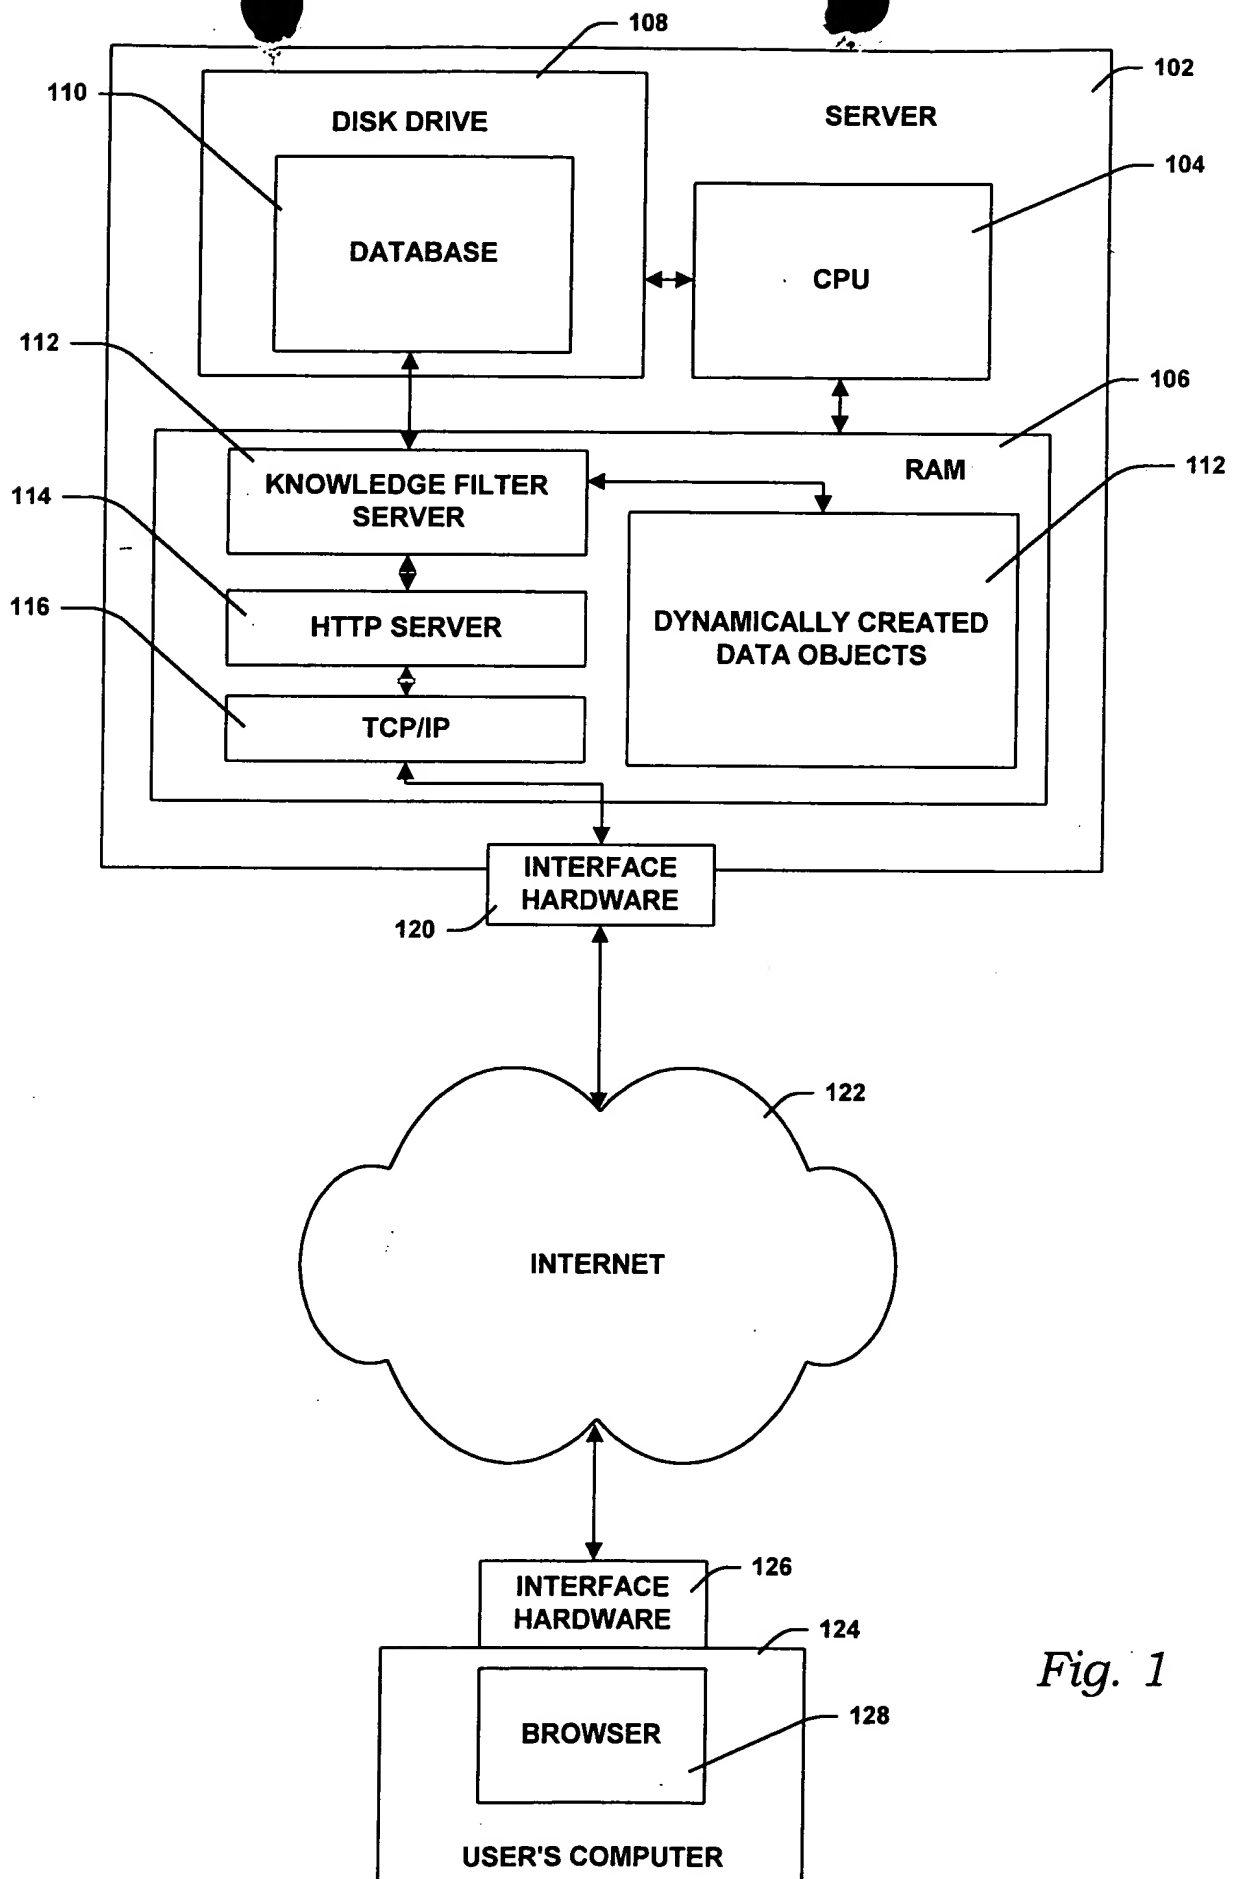 108
102
110
DISK DRIVE
SERVER
104
DATABASE
CPU
112
106
RAM
112
KNOWLEDGE FILTER
SERVER
114
116
HTTP SERVER
DYNAMICALLY CREATED
DATA OBJECTS
TCP/IP
INTERFACE
HARDWARE
120
122
INTERNET
126
INTERFACE
HARDWARE
124
Fig. 1
128
BROWSER
USER'S COMPUTER